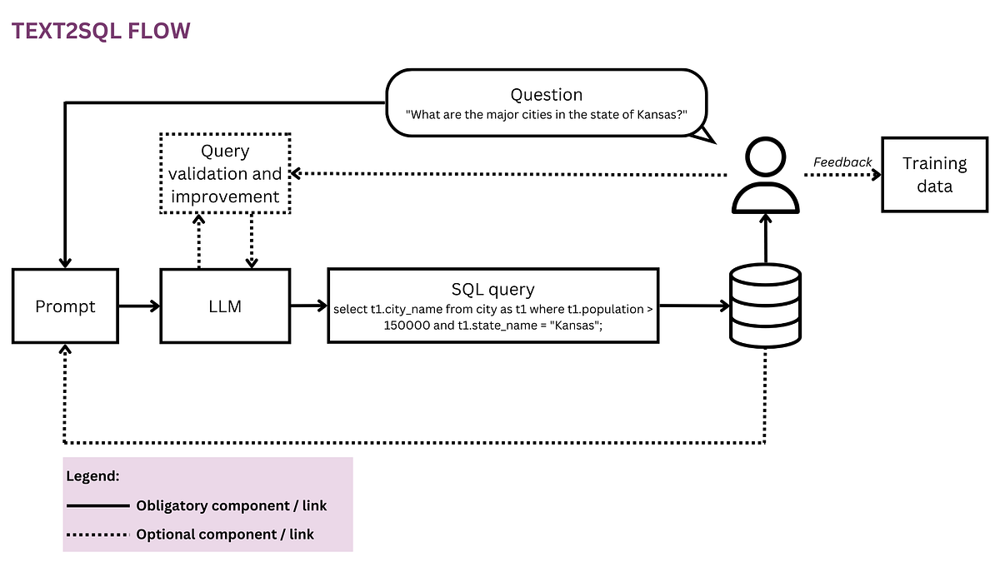 TEXT2SQL FLOW
Question
"What are the major cities in the state of Kansas?"
Query
validation and
improvement
Feedback
Training
data
Prompt
LLM
SQL query
select t1.city_name from city as t1 where t1.population >
150000 and t1.state_name = "Kansas";
Legend:
Obligatory component / link
Optional component / link